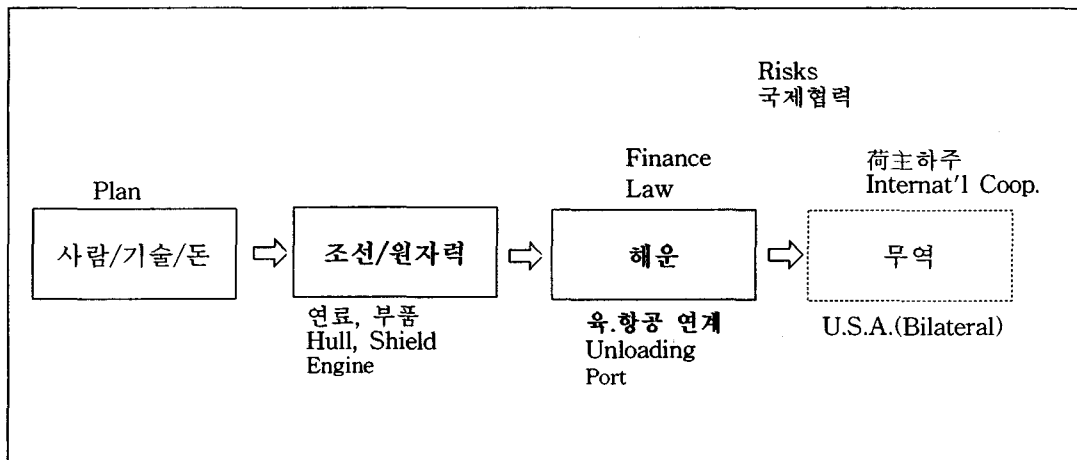 Risks
국제협력
Finance
Law
荷主하주
Internat'l Coop.
Plan
사람/기술/돈
조선/원자력
해운
무역
연료, 부품
Hull, Shield
Engine
육.항공 연계
Unloading
Port
U.S.A.(Bilateral)